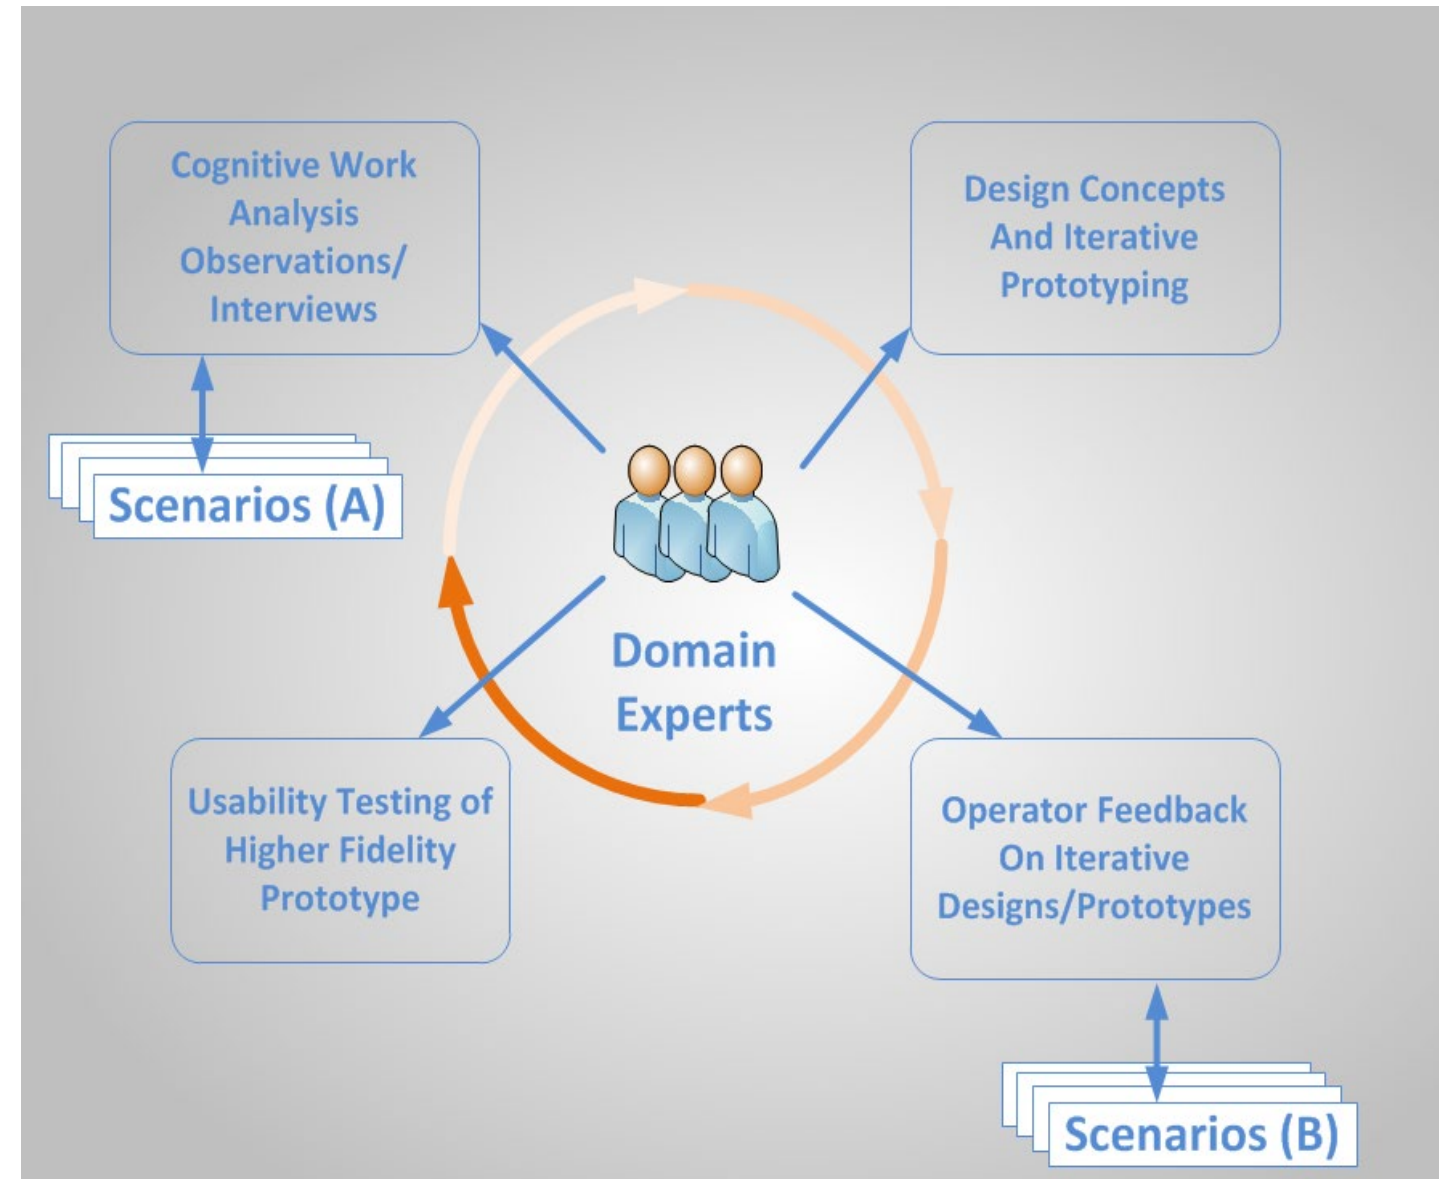 Cognitive Work
Analysis
Observations/
Interviews
Design Concepts
And Iterative
Prototyping
Scenarios (A)
Domain
Experts
Usability Testing of
Higher Fidelity
Prototype
Operator Feedback
On Iterative
Designs/Prototypes
Scenarios (B)